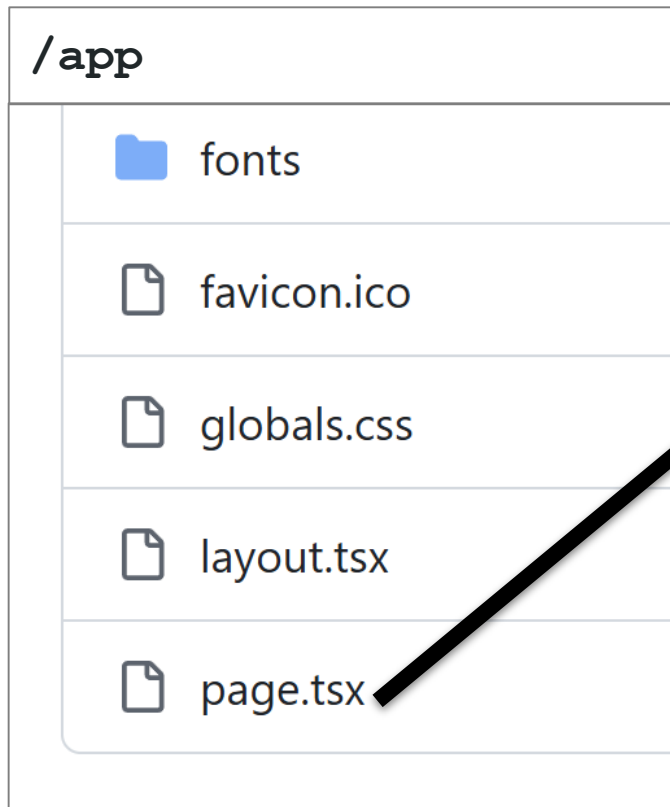 /app
fonts
favicon.ico
globals.css
layout.tsx
page.tsx